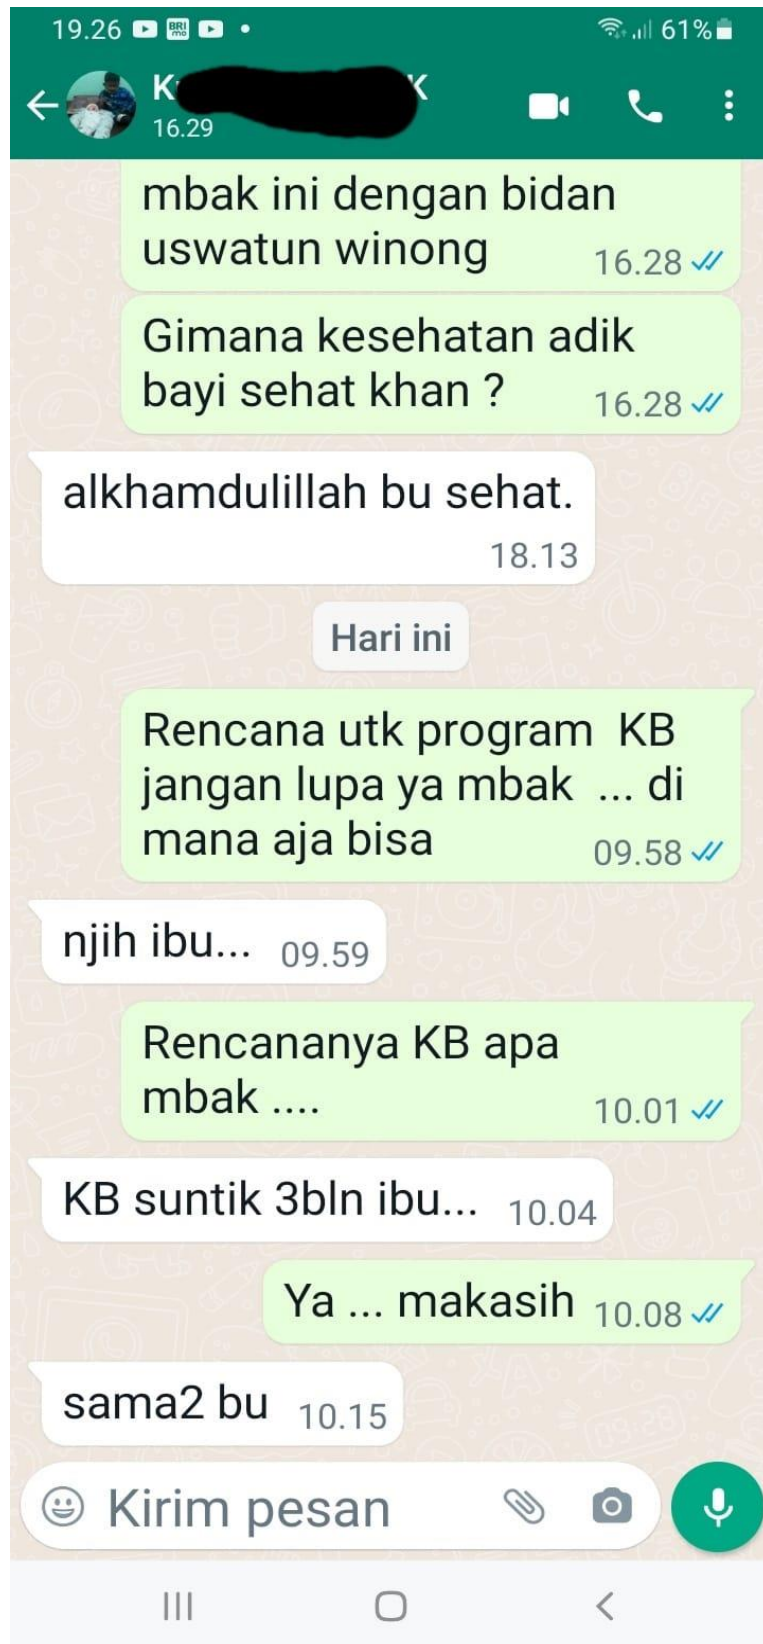 19.26 BRI mo 61%
K K
16.29
mbak ini dengan bidan
uswatun winong 16.28
Gimana kesehatan adik
bayi sehat khan ? 16.28
alkhamdulillah bu sehat.
18.13
Hari ini
Rencana utk program KB
jangan lupa ya mbak ... di
mana aja bisa 09.58
njih ibu... 09.59
Rencananya KB apa
mbak .... 10.01
KB suntik 3bln ibu... 10.04
Ya ... makasih 10.08
sama2 bu 10.15
Kirim pesan